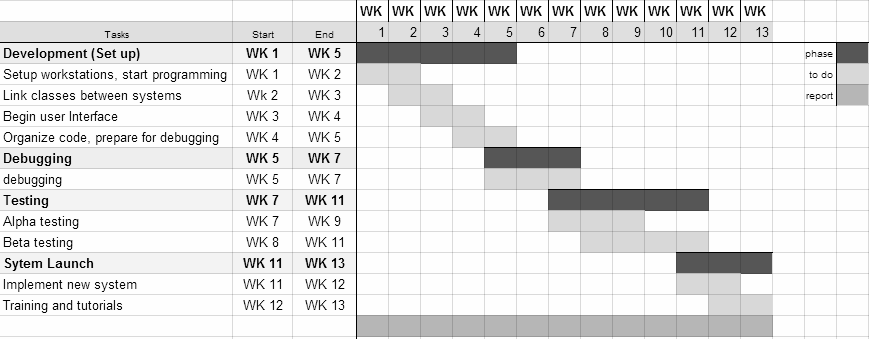 WK WK WK WK WK WK WK WK WK WK WK WK WK
Tasks Start End 1 2 3 4 5 6 7 8 9 10 11 12 13
Development (Set up) WK 1 WK 5 phase
Setup workstations, start programming WK 1 WK 2 to do
Link classes between systems Wk 2 WK 3 report
Begin user Interface WK 3 WK 4
Organize code, prepare for debugging WK 4 WK 5
Debugging WK 5 WK 7
debugging WK 5 WK 7
Testing WK 7 WK 11
Alpha testing WK 7 WK 9
Beta testing WK 8 WK 11
Sytem Launch WK 11 WK 13
Implement new system WK 11 WK 12
Training and tutorials WK 12 WK 13